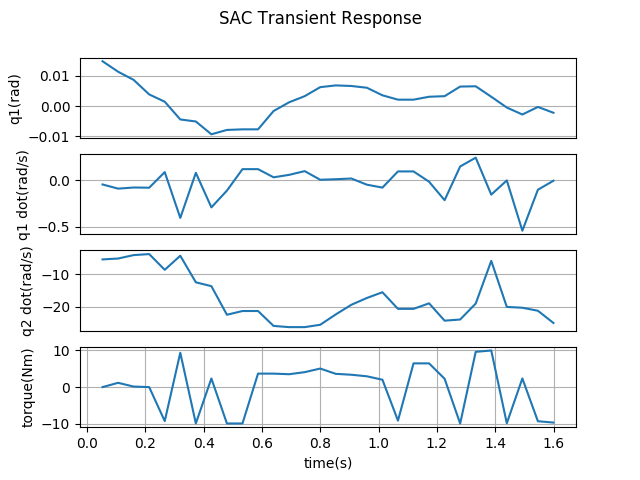 SAC Transient Response
q1(rad)
0.01
0.00
−0.01
q1 dot(rad/s)
0.0
−0.5
q2 dot(rad/s)
−10
−20
torque(Nm)
10
0
−10
0.0 0.2 0.4 0.6 0.8 1.0 1.2 1.4 1.6
time(s)